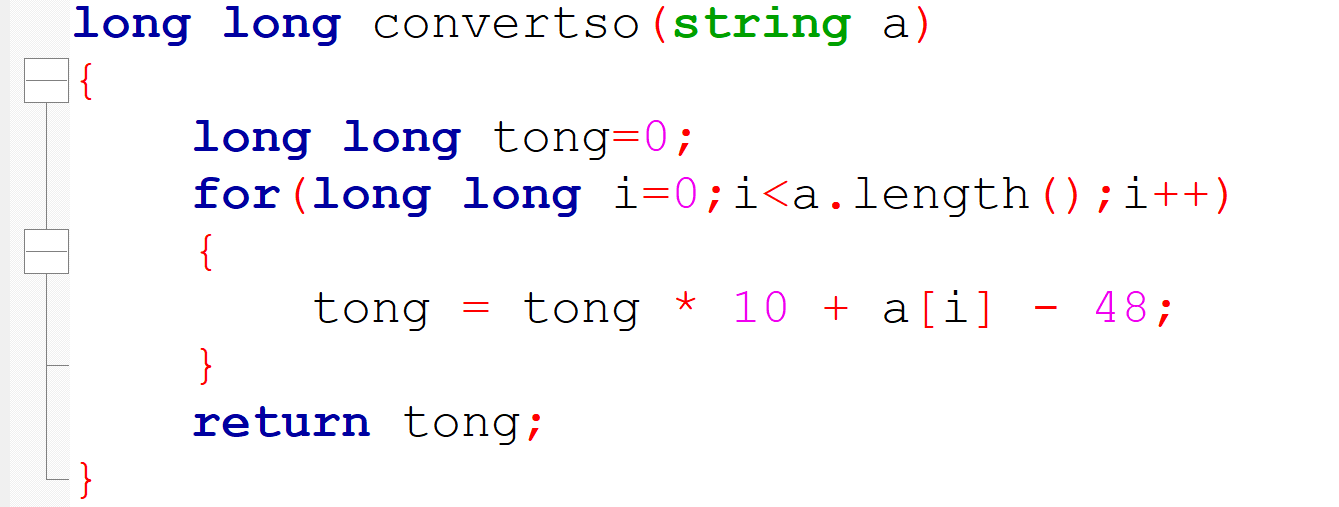 long long convertso(string a)
{
long long tong=0;
for(long long i=0;i<a.length();i++)
{
tong = tong * 10 + a[i] - 48;
}
return tong;
}